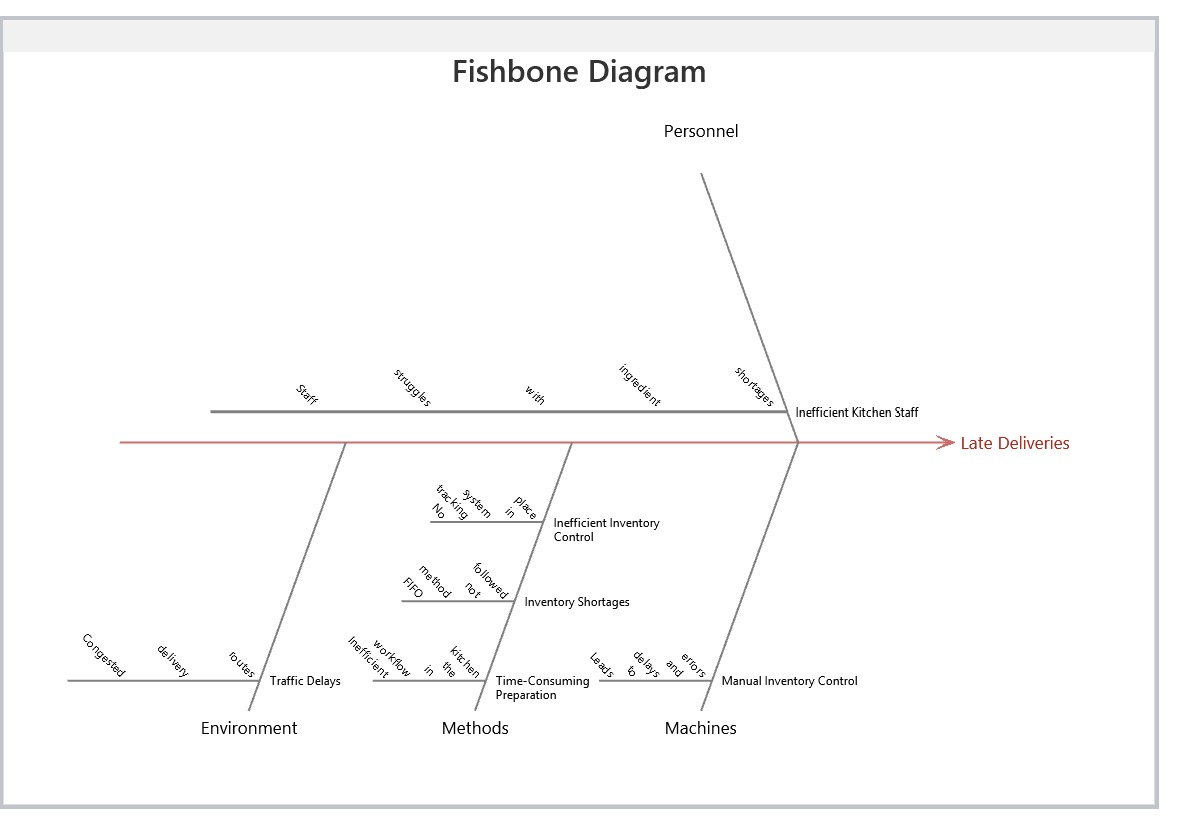 Fishbone Diagram
Personnel
Staff struggles with ingredient shortages
Inefficient Kitchen Staff
Late Deliveries
No tracking system in place
Inefficient Inventory
Control
FIFO method not followed
Inventory Shortages
Congested delivery routes
Traffic Delays
Inefficient workflow in the kitchen
Time-Consuming
Preparation
Leads to delays and errors
Manual Inventory Control
Environment
Methods
Machines